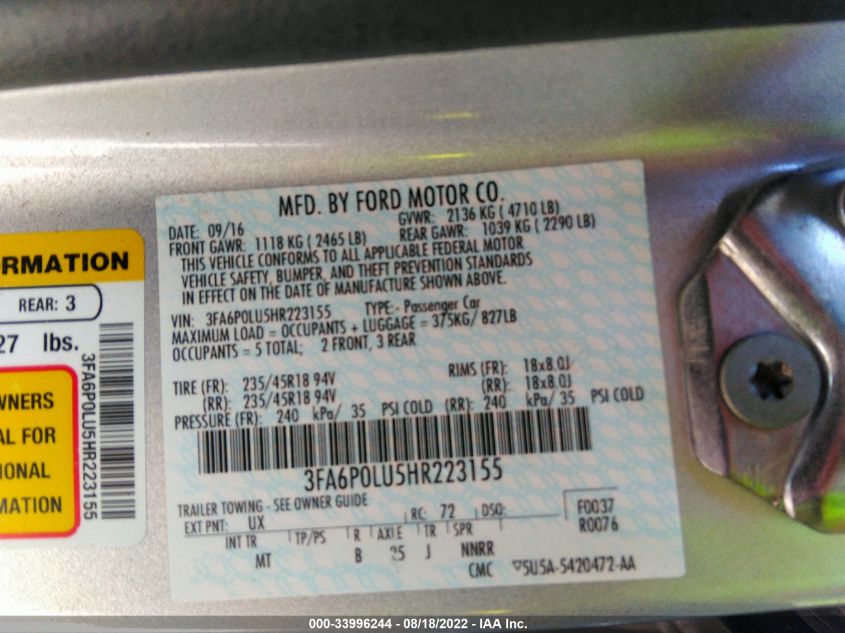 MFD. BY FORD MOTOR CO.
DATE: 09/16 GVWR: 2136 KG ( 4710 LB)
FRONT GAWR: 1118 KG ( 2465 LB) REAR GAWR: 1039 KG ( 2290 LB)
THIS VEHICLE CONFORMS TO ALL APPLICABLE FEDERAL MOTOR
VEHICLE SAFETY, BUMPER, AND THEFT PREVENTION STANDARDS
IN EFFECT ON THE DATE OF MANUFACTURE SHOWN ABOVE.
VIN: 3FA6P0LU5HR223155 TYPE:- Passenger Car
MAXIMUM LOAD = OCCUPANTS + LUGGAGE = 375KG/ 827LB
OCCUPANTS = 5 TOTAL; 2 FRONT, 3 REAR
TIRE (FR): 235/45R18 94V RIMS (FR): 18x8.0J
(RR): 235/45R18 94V (RR): 18x8.0J
PRESSURE (FR): 240 kPa/ 35 PSI COLD (RR): 240 kPa/ 35 PSI COLD
3FA6P0LU5HR223155
TRAILER TOWING - SEE OWNER GUIDE
EXT PNT: UX RC: 72 DSO: F0037
R0076
INT TR TP/PS R AXLE TR SPR
MT B 25 J NNRR
CMC ▽5U5A-5420472-AA
ORMATION
REAR: 3
27 lbs.
WNERS
AL FOR
IONAL
MATION
3FA6P0LU5HR223155
000-33996244 - 08/18/2022 - IAA Inc.